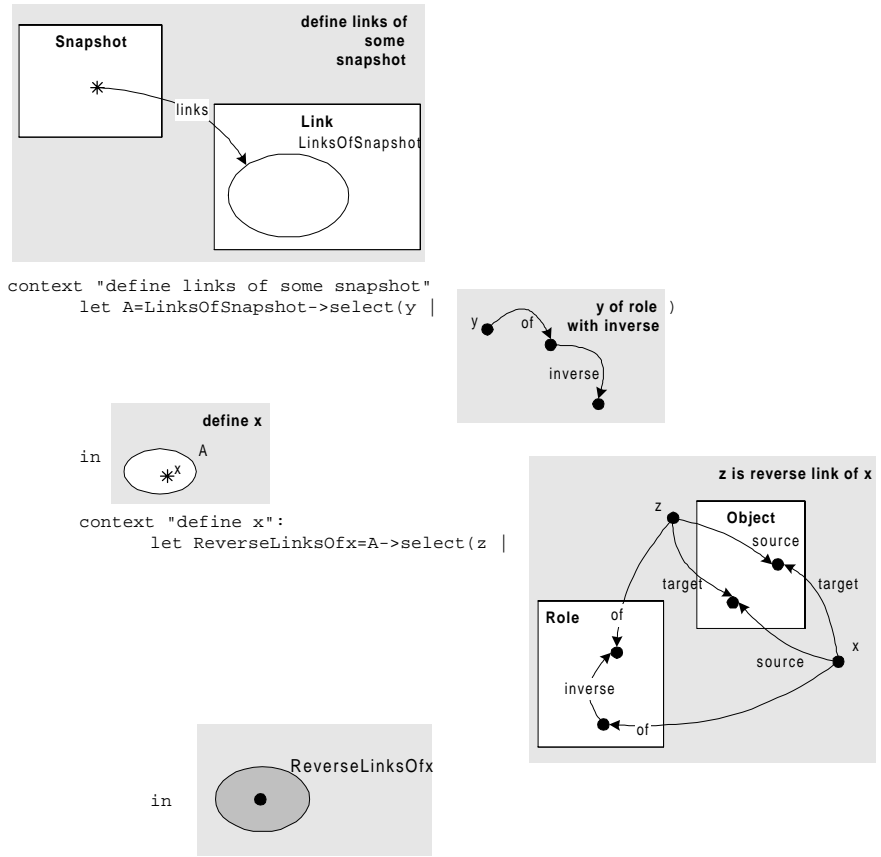 define links of
some
snapshot
Snapshot
links
Link
LinksOfSnapshot
context "define links of some snapshot"
let A=LinksOfSnapshot->select(y |
y of role
with inverse
)
y
of
inverse
define x
in
A
x
context "define x":
let ReverseLinksOfx=A->select(z |
z is reverse link of x
z
Object
source
target
target
Role
of
x
source
inverse
of
ReverseLinksOfx
in